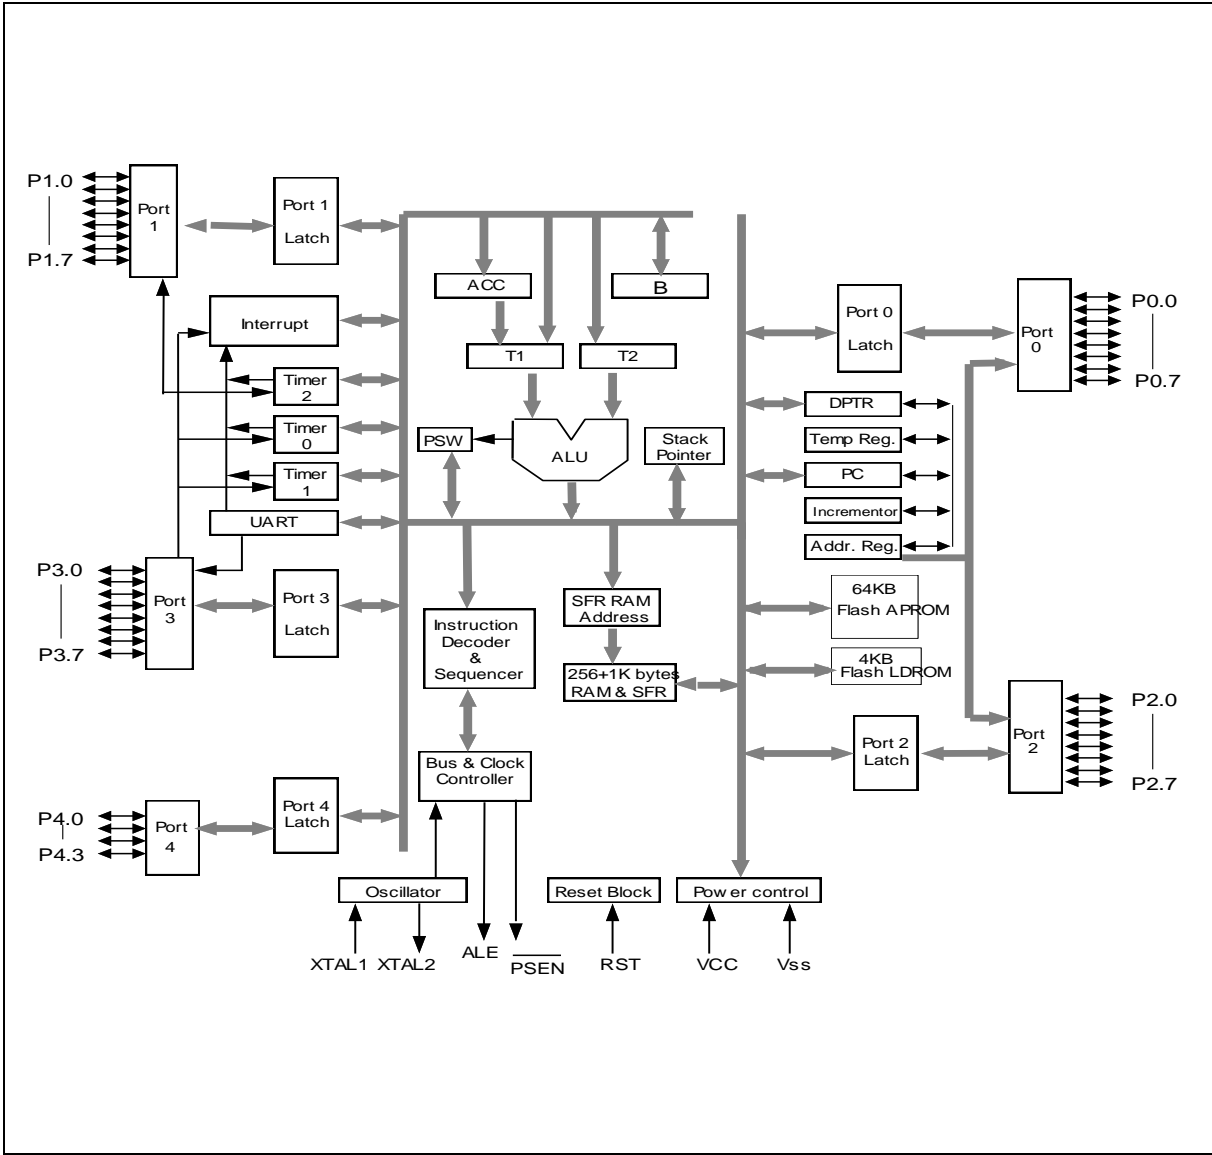 P1.0
P1.7
Port
1
Port 1
Latch
Interrupt
Timer
2
Timer
0
Timer
1
UART
P3.0
P3.7
Port
3
Port 3
Latch
P4.0
P4.3
Port
4
Port 4
Latch
ACC
B
T1
T2
PSW
ALU
Stack
Pointer
Instruction
Decoder
&
Sequencer
SFR RAM
Address
256+1K bytes
RAM & SFR
Bus & Clock
Controller
Oscillator
Reset Block
Power control
XTAL1
XTAL2
ALE
PSEN
RST
VCC
Vss
Port 0
Latch
Port
0
P0.0
P0.7
DPTR
Temp Reg.
PC
Incrementor
Addr. Reg.
64KB
Flash APROM
4KB
Flash LDROM
Port 2
Latch
Port
2
P2.0
P2.7